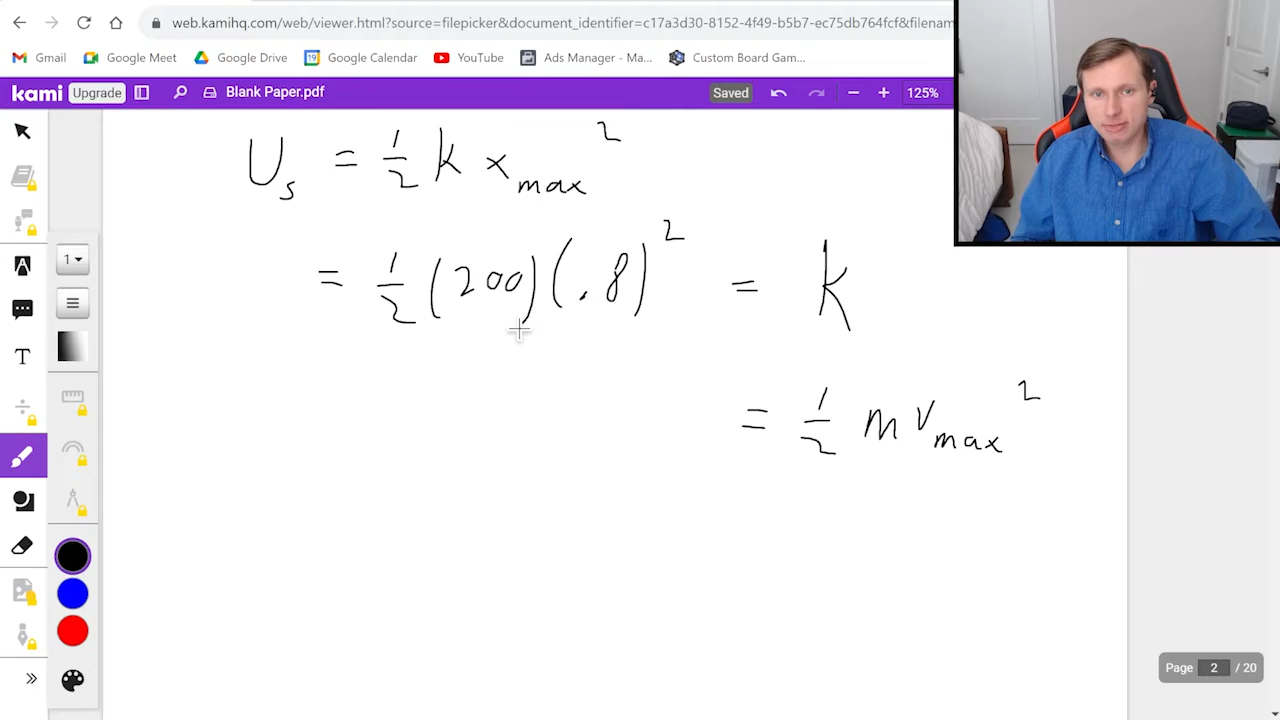 web.kamihq.com/web/viewer.html?source=filepicker&document_identifier=c17a3d30-8152-4f49-b5b7-ec75db764fcf&filenam
Gmail Google Meet Google Drive Google Calendar YouTube Ads Manager - Ma... Custom Board Gam...
kami Upgrade Blank Paper.pdf Saved 125%
U_s = 1/2 k x_max^2
= 1/2 (200)(.8)^2 = k
= 1/2 m v_max^2
1
T
Page 2 / 20